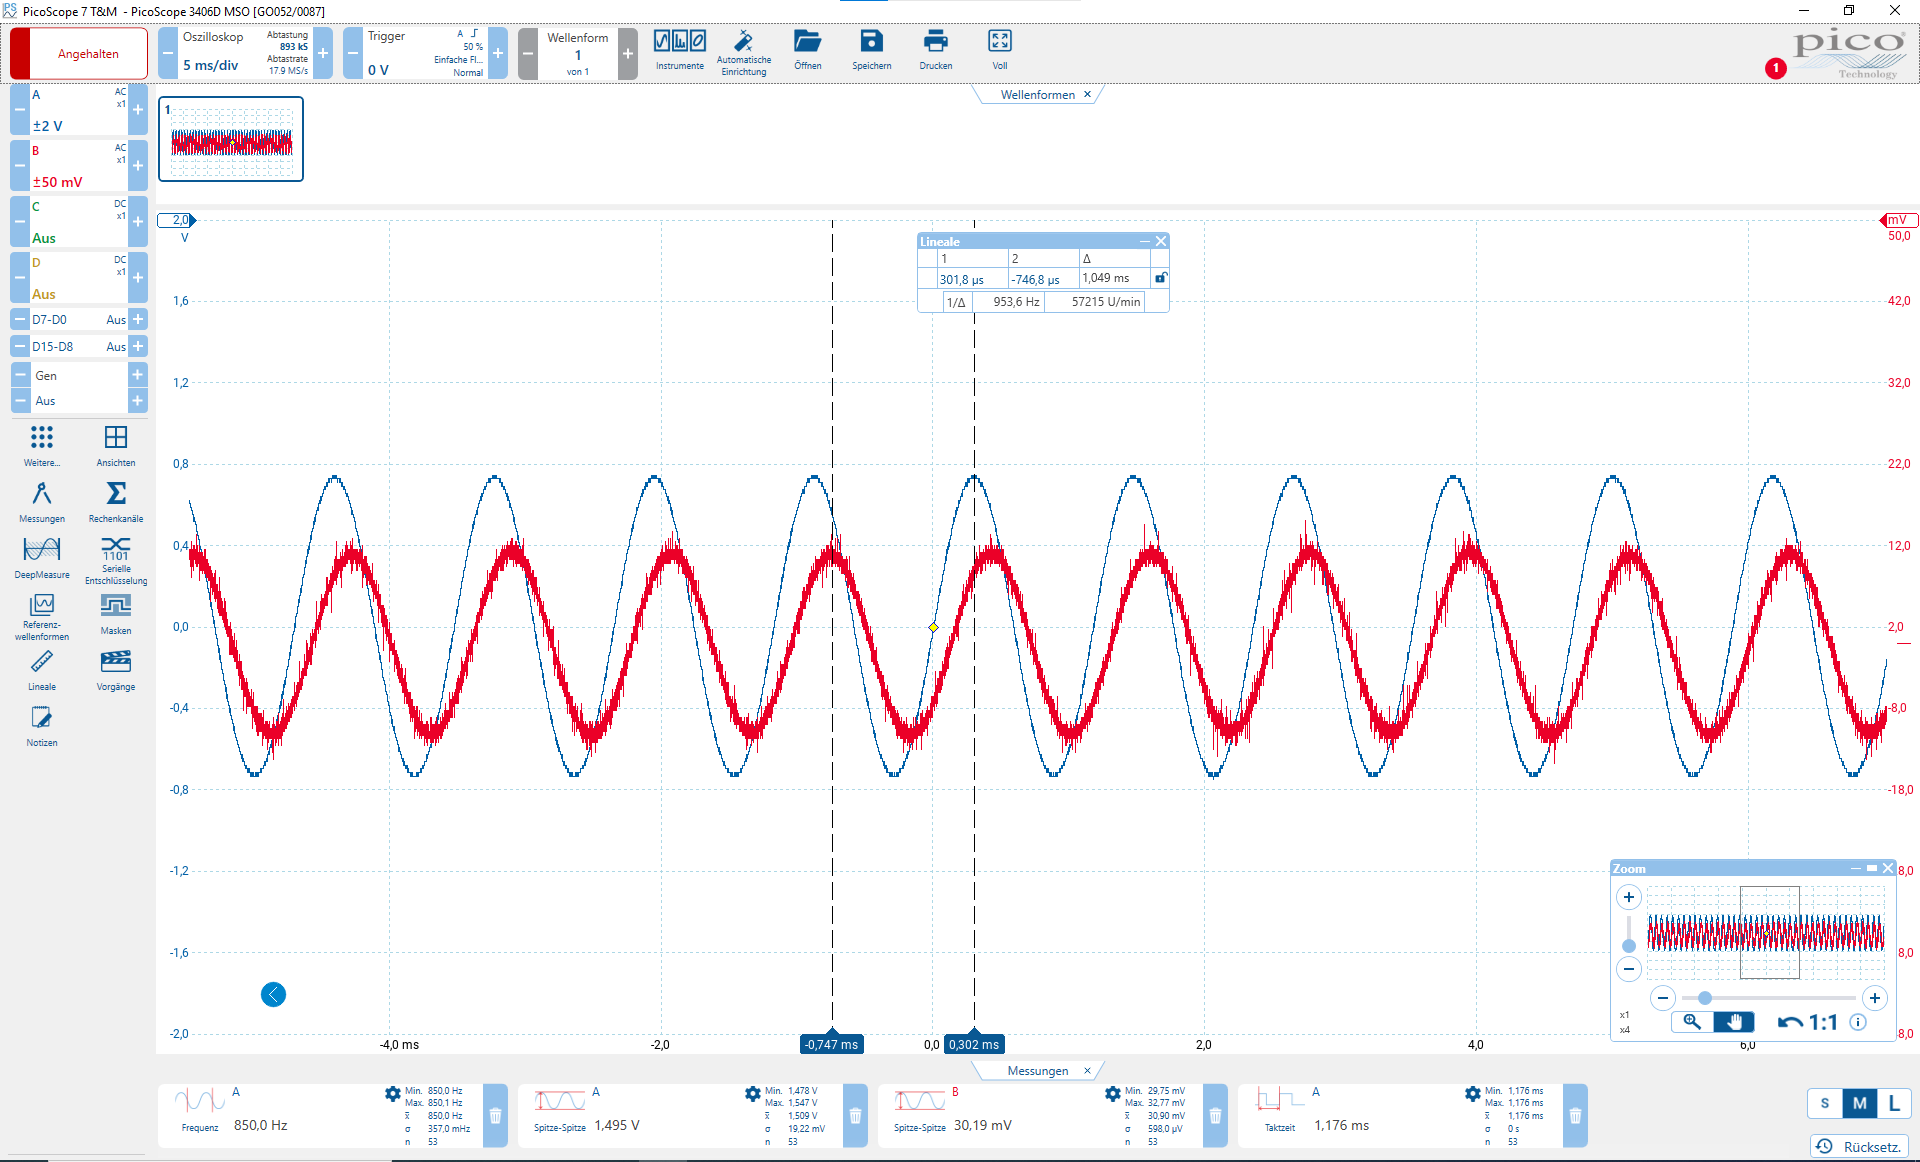 PicoScope 7 T&M - PicoScope 3406D MSO [GO052/0087]
Angehalten
Oszilloskop
5 ms/div
Abtastung
893 kS
Abtastrate
17.9 MS/s
Trigger
0 V
A
50 %
Einfache Fl...
Normal
Wellenform
1
von 1
Instrumente
Automatische
Einrichtung
Öffnen
Speichern
Drucken
Voll
1
pico
Technology
A
AC
x1
±2 V
B
AC
x1
±50 mV
C
DC
x1
Aus
D
DC
x1
Aus
D7-D0 Aus
D15-D8 Aus
Gen
Aus
Weitere...
Ansichten
Messungen
Rechenkanäle
DeepMeasure
1101
Serielle
Entschlüsselung
Referenz-
wellenformen
Masken
Lineale
Vorgänge
Notizen
Wellenformen ×
1
2,0
V
1,6
1,2
0,8
0,4
0,0
-0,4
-0,8
-1,2
-1,6
-2,0
mV
50,0
42,0
32,0
22,0
12,0
2,0
-8,0
-18,0
8,0
8,0
8,0
Lineale
1 2 Δ
301,8 µs -746,8 µs 1,049 ms
1/Δ 953,6 Hz 57215 U/min
Zoom
x1
x4
1:1
-4,0 ms
-2,0
-0,747 ms
0,0
0,302 ms
2,0
4,0
6,0
Messungen ×
A
Frequenz 850,0 Hz
Min. 850,0 Hz
Max. 850,1 Hz
x̄ 850,0 Hz
σ 357,0 mHz
n 53
A
Spitze-Spitze 1,495 V
Min. 1,478 V
Max. 1,547 V
x̄ 1,509 V
σ 19,22 mV
n 53
B
Spitze-Spitze 30,19 mV
Min. 29,75 mV
Max. 32,77 mV
x̄ 30,90 mV
σ 598,0 µV
n 53
A
Taktzeit 1,176 ms
Min. 1,176 ms
Max. 1,176 ms
x̄ 1,176 ms
σ 0 s
n 53
S M L
Rücksetz.